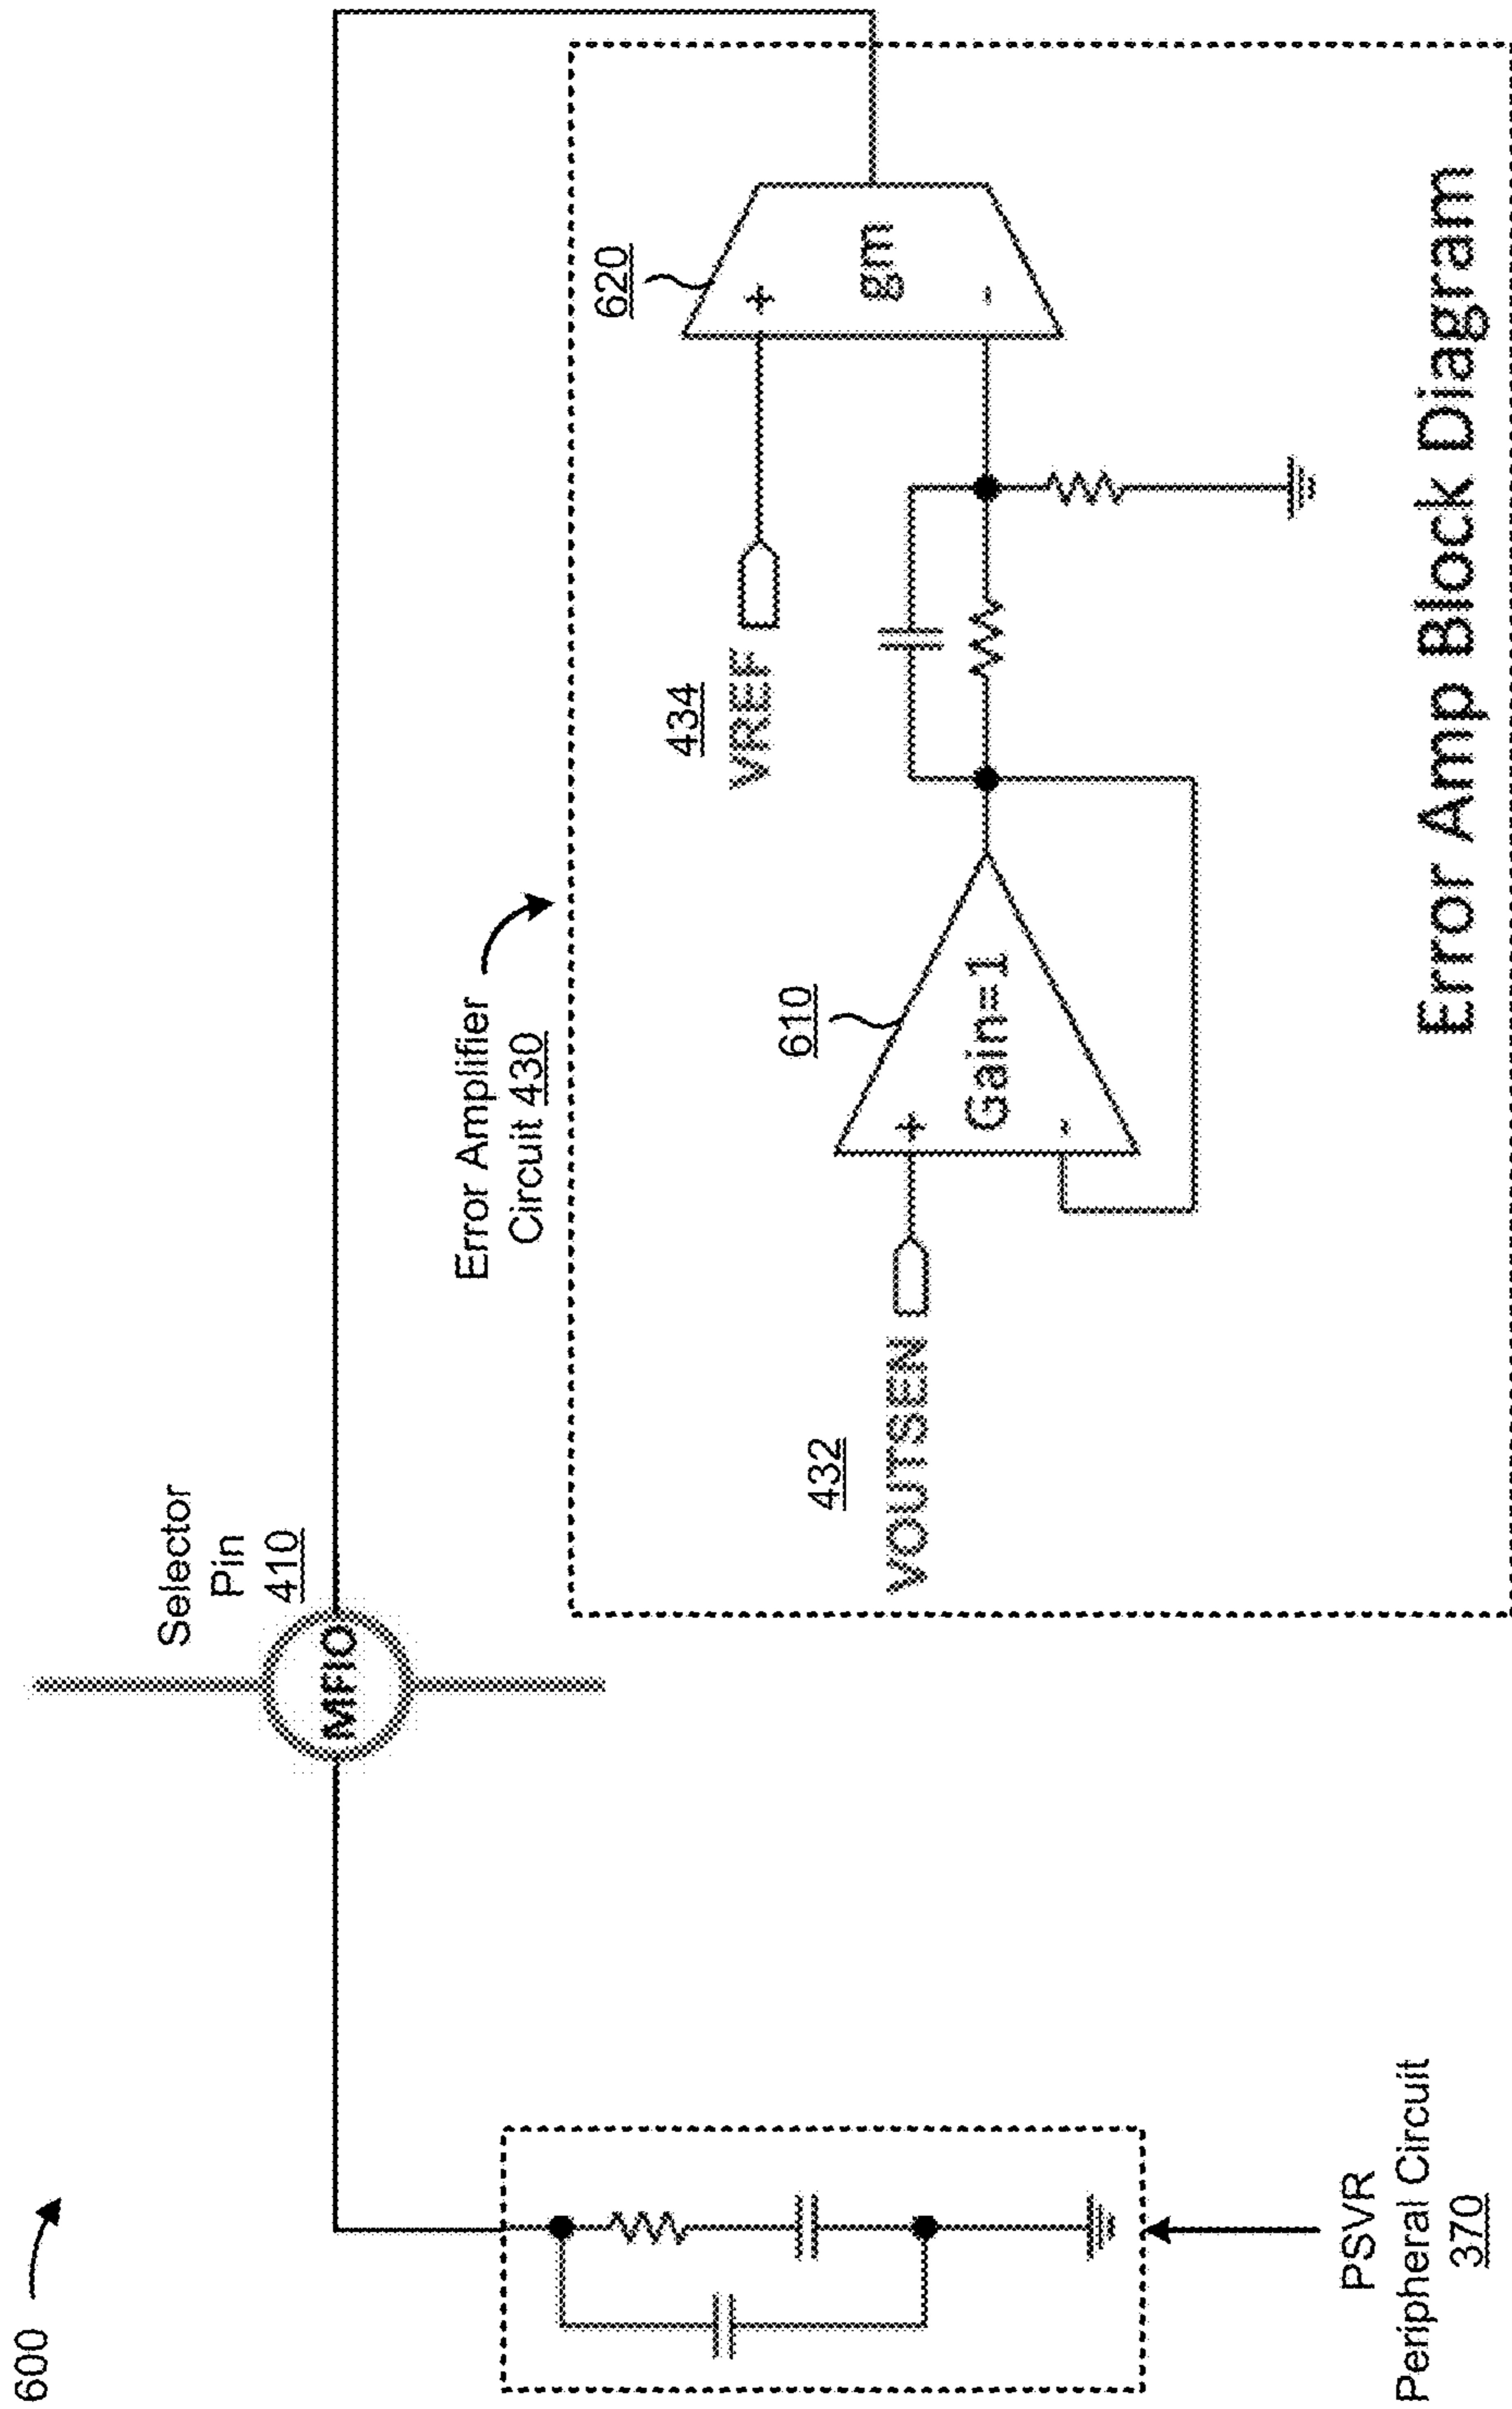 600
Selector
Pin
410
MFIO
Error Amplifier
Circuit 430
620
434
VREF
+
gm
-
610
432
VOUTSEN
+
Gain=1
-
PSVR
Peripheral Circuit
370
Error Amp Block Diagram